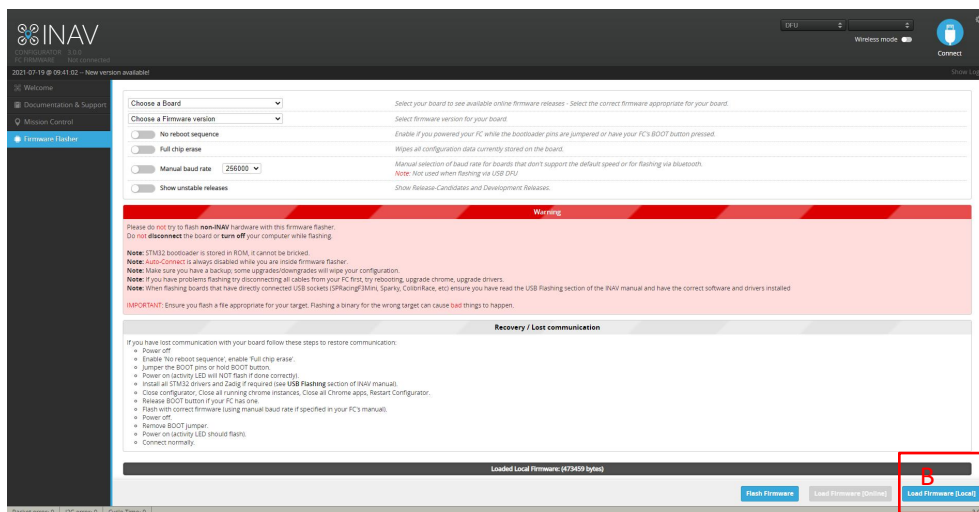 INAV
CONFIGURATOR 3.0.0
FC FIRMWARE Not connected
DFU
Wireless mode
Connect
2021-07-19 @ 09:41:02 -- New version available!
Show Log
Welcome
Documentation & Support
Mission Control
Firmware Flasher
Choose a Board
Select your board to see available online firmware releases - Select the correct firmware appropriate for your board.
Choose a Firmware version
Select firmware version for your board.
No reboot sequence
Enable if you powered your FC while the bootloader pins are jumpered or have your FC's BOOT button pressed.
Full chip erase
Wipes all configuration data currently stored on the board.
Manual baud rate 256000
Manual selection of baud rate for boards that don't support the default speed or for flashing via bluetooth.
Note: Not used when flashing via USB DFU
Show unstable releases
Show Release-Candidates and Development Releases.
Warning
Please do not try to flash non-INAV hardware with this firmware flasher.
Do not disconnect the board or turn off your computer while flashing.
Note: STM32 bootloader is stored in ROM, it cannot be bricked.
Note: Auto-Connect is always disabled while you are inside firmware flasher.
Note: Make sure you have a backup; some upgrades/downgrades will wipe your configuration.
Note: If you have problems flashing try disconnecting all cables from your FC first, try rebooting, upgrade chrome, upgrade drivers.
Note: When flashing boards that have directly connected USB sockets (SPRacingF3Mini, Sparky, ColibriRace, etc) ensure you have read the USB Flashing section of the INAV manual and have the correct software and drivers installed
IMPORTANT: Ensure you flash a file appropriate for your target. Flashing a binary for the wrong target can cause bad things to happen.
Recovery / Lost communication
If you have lost communication with your board follow these steps to restore communication:
Power off
Enable 'No reboot sequence', enable 'Full chip erase'.
Jumper the BOOT pins or hold BOOT button.
Power on (activity LED will NOT flash if done correctly).
Install all STM32 drivers and Zadig if required (see USB Flashing section of INAV manual).
Close configurator, Close all running chrome instances, Close all Chrome apps, Restart Configurator.
Release BOOT button if your FC has one.
Flash with correct firmware (using manual baud rate if specified in your FC's manual).
Power off.
Remove BOOT jumper.
Power on (activity LED should flash).
Connect normally.
Loaded Local Firmware: (473459 bytes)
B
Flash Firmware
Load Firmware [Online]
Load Firmware [Local]